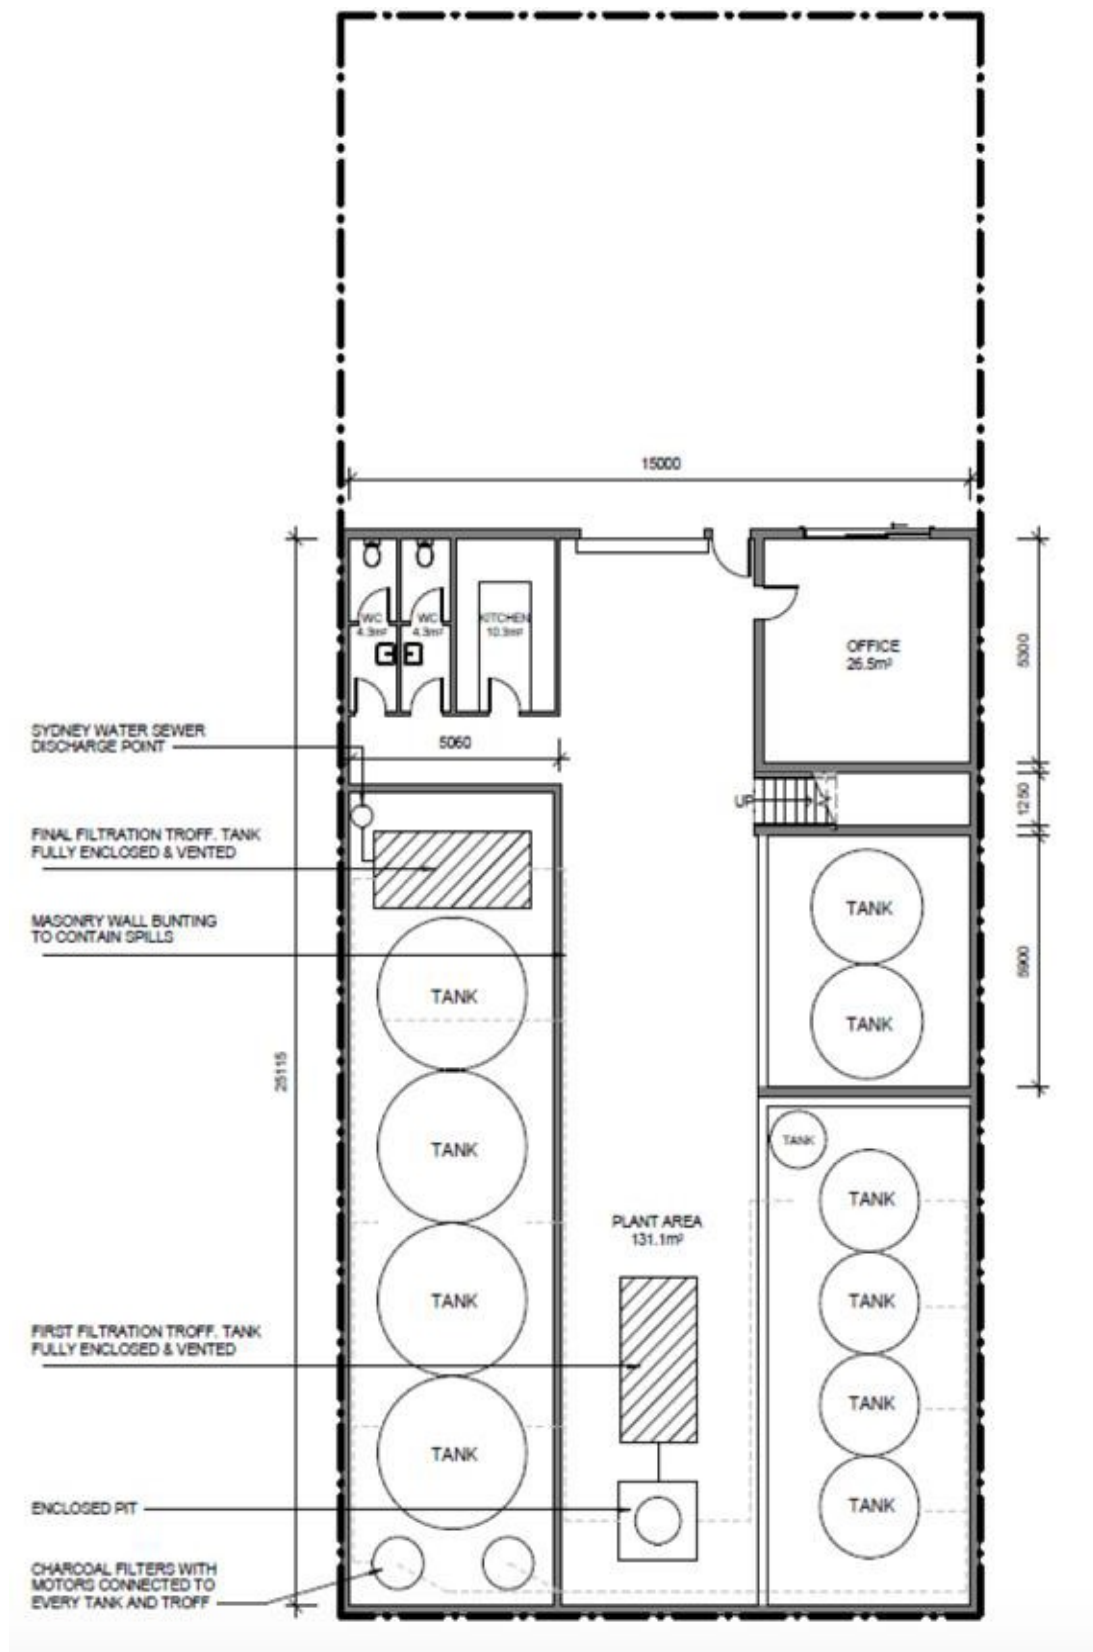 15000
WC
4.3m²
WC
4.3m²
KITCHEN
10.3m²
OFFICE
26.5m²
5300
SYDNEY WATER SEWER
DISCHARGE POINT
5060
1250
UP
FINAL FILTRATION TROFF. TANK
FULLY ENCLOSED & VENTED
TANK
MASONRY WALL BUNTING
TO CONTAIN SPILLS
TANK
TANK
5900
25115
TANK
TANK
TANK
PLANT AREA
131.1m²
TANK
TANK
FIRST FILTRATION TROFF. TANK
FULLY ENCLOSED & VENTED
TANK
TANK
TANK
ENCLOSED PIT
CHARCOAL FILTERS WITH
MOTORS CONNECTED TO
EVERY TANK AND TROFF